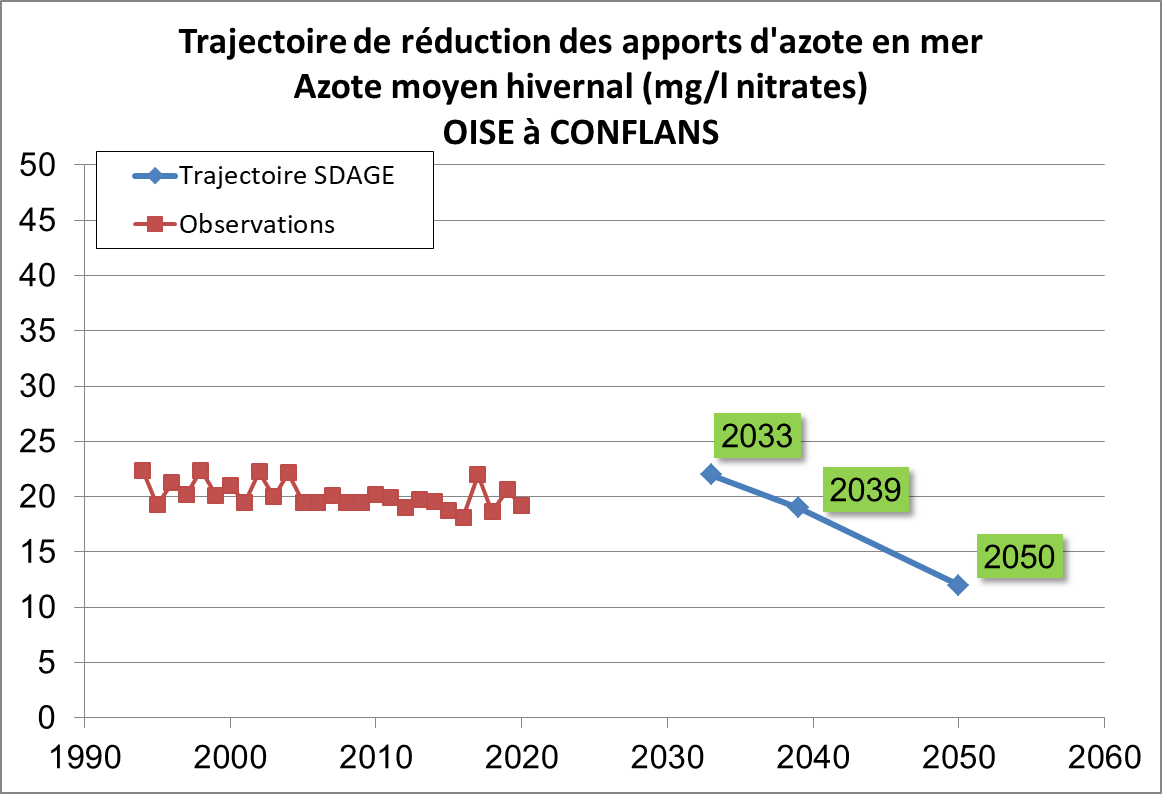 Trajectoire de réduction des apports d'azote en mer
Azote moyen hivernal (mg/l nitrates)
OISE à CONFLANS
50
Trajectoire SDAGE
45
Observations
40
35
30
25
2033
20
2039
15
2050
10
5
0
1990 2000 2010 2020 2030 2040 2050 2060